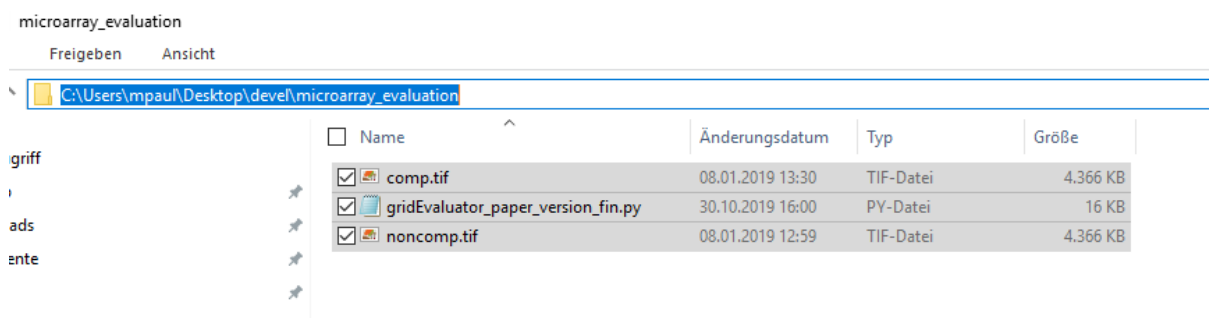 microarray_evaluation
Freigeben Ansicht
C:\Users\mpaul\Desktop\devel\microarray_evaluation
Name Änderungsdatum Typ Größe
griff
comp.tif 08.01.2019 13:30 TIF-Datei 4.366 KB
gridEvaluator_paper_version_fin.py 30.10.2019 16:00 PY-Datei 16 KB
ads
noncomp.tif 08.01.2019 12:59 TIF-Datei 4.366 KB
ente